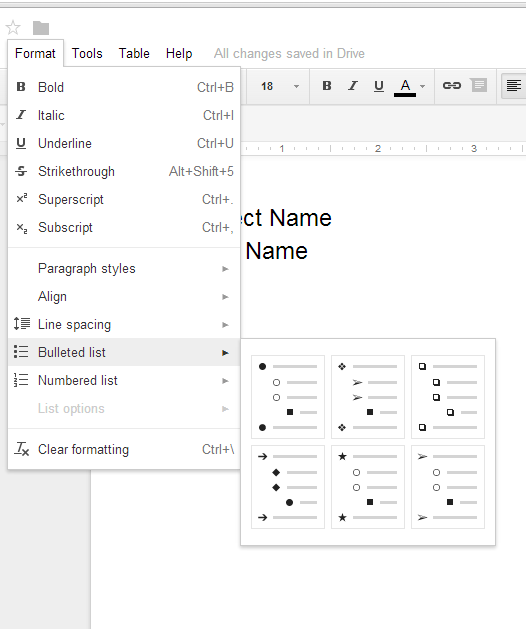 Format Tools Table Help All changes saved in Drive
18 B I U A
Bold Ctrl+B
Italic Ctrl+I
Underline Ctrl+U
Strikethrough Alt+Shift+5
Superscript Ctrl+.
Subscript Ctrl+,
Paragraph styles
Align
Line spacing
Bulleted list
Numbered list
List options
Clear formatting Ctrl+\
1 2 3
ect Name
Name